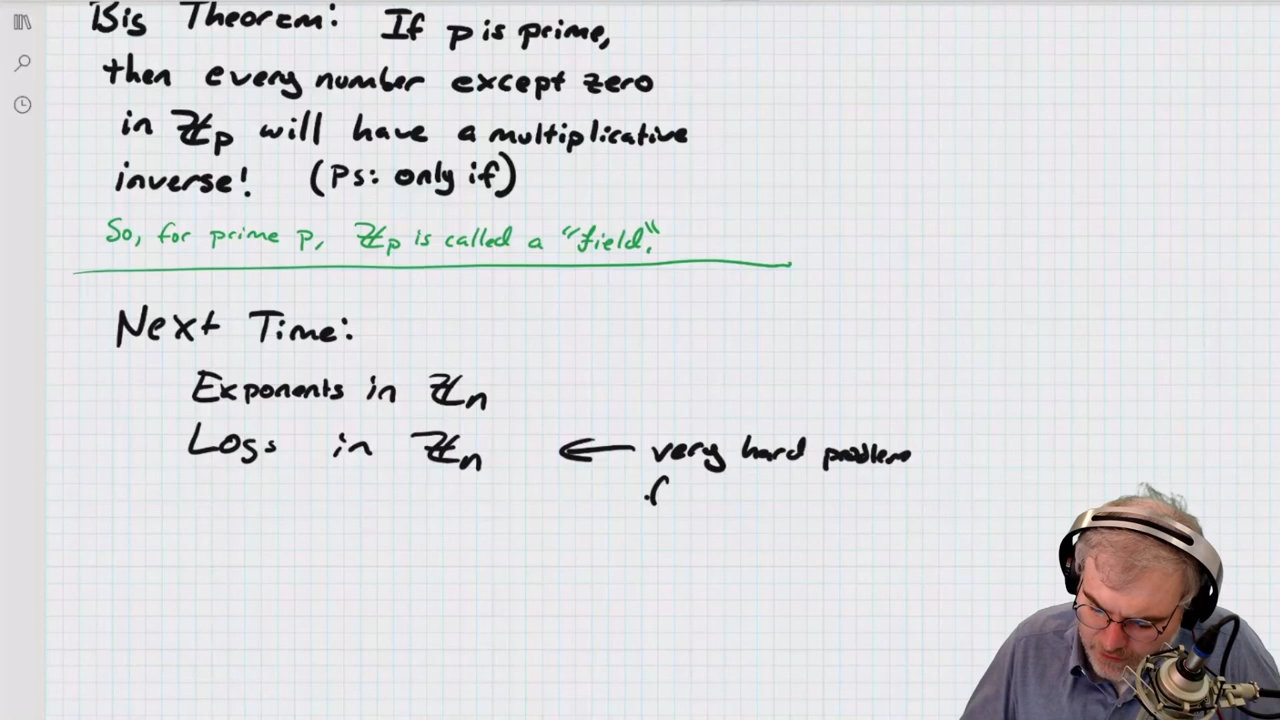 Big Theorem: If p is prime,
then every number except zero
in ℤp will have a multiplicative
inverse! (Ps: only if)
So, for prime p, ℤp is called a "field."
Next Time:
Exponents in ℤn
Logs in ℤn ← very hard problem
(